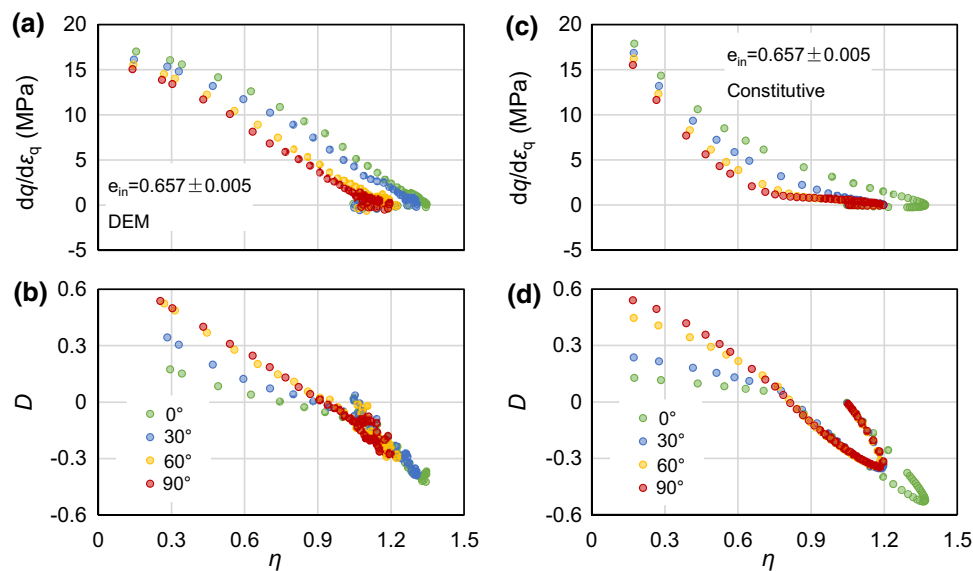 (a)
20
15
10
5
0
-5
dq/dε_q (MPa)
e_in=0.657±0.005
DEM
(c)
20
15
10
5
0
-5
dq/dε_q (MPa)
e_in=0.657±0.005
Constitutive
(b)
0.6
0.3
0
-0.3
-0.6
D
0°
30°
60°
90°
0 0.3 0.6 0.9 1.2 1.5
η
(d)
0.6
0.3
0
-0.3
-0.6
D
0°
30°
60°
90°
0 0.3 0.6 0.9 1.2 1.5
η